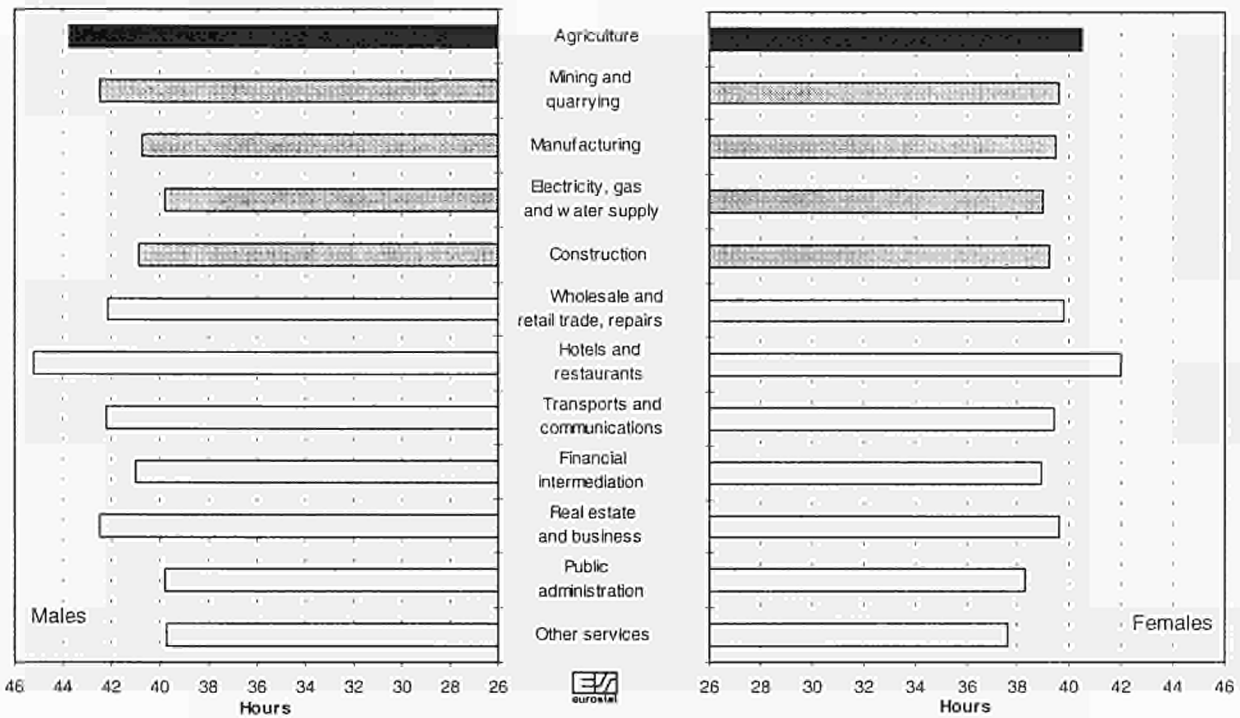 Agriculture
Mining and
quarrying
Manufacturing
Electricity, gas
and water supply
Construction
Wholesale and
retail trade, repairs
Hotels and
restaurants
Transports and
communications
Financial
intermediation
Real estate
and business
Public
administration
Other services
Males
Females
46 44 42 40 38 36 34 32 30 28 26
Hours
eurostat
26 28 30 32 34 36 38 40 42 44 46
Hours